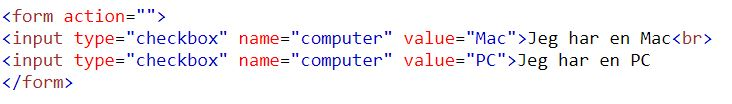 <form action="">
<input type="checkbox" name="computer" value="Mac">Jeg har en Mac<br>
<input type="checkbox" name="computer" value="PC">Jeg har en PC
</form>